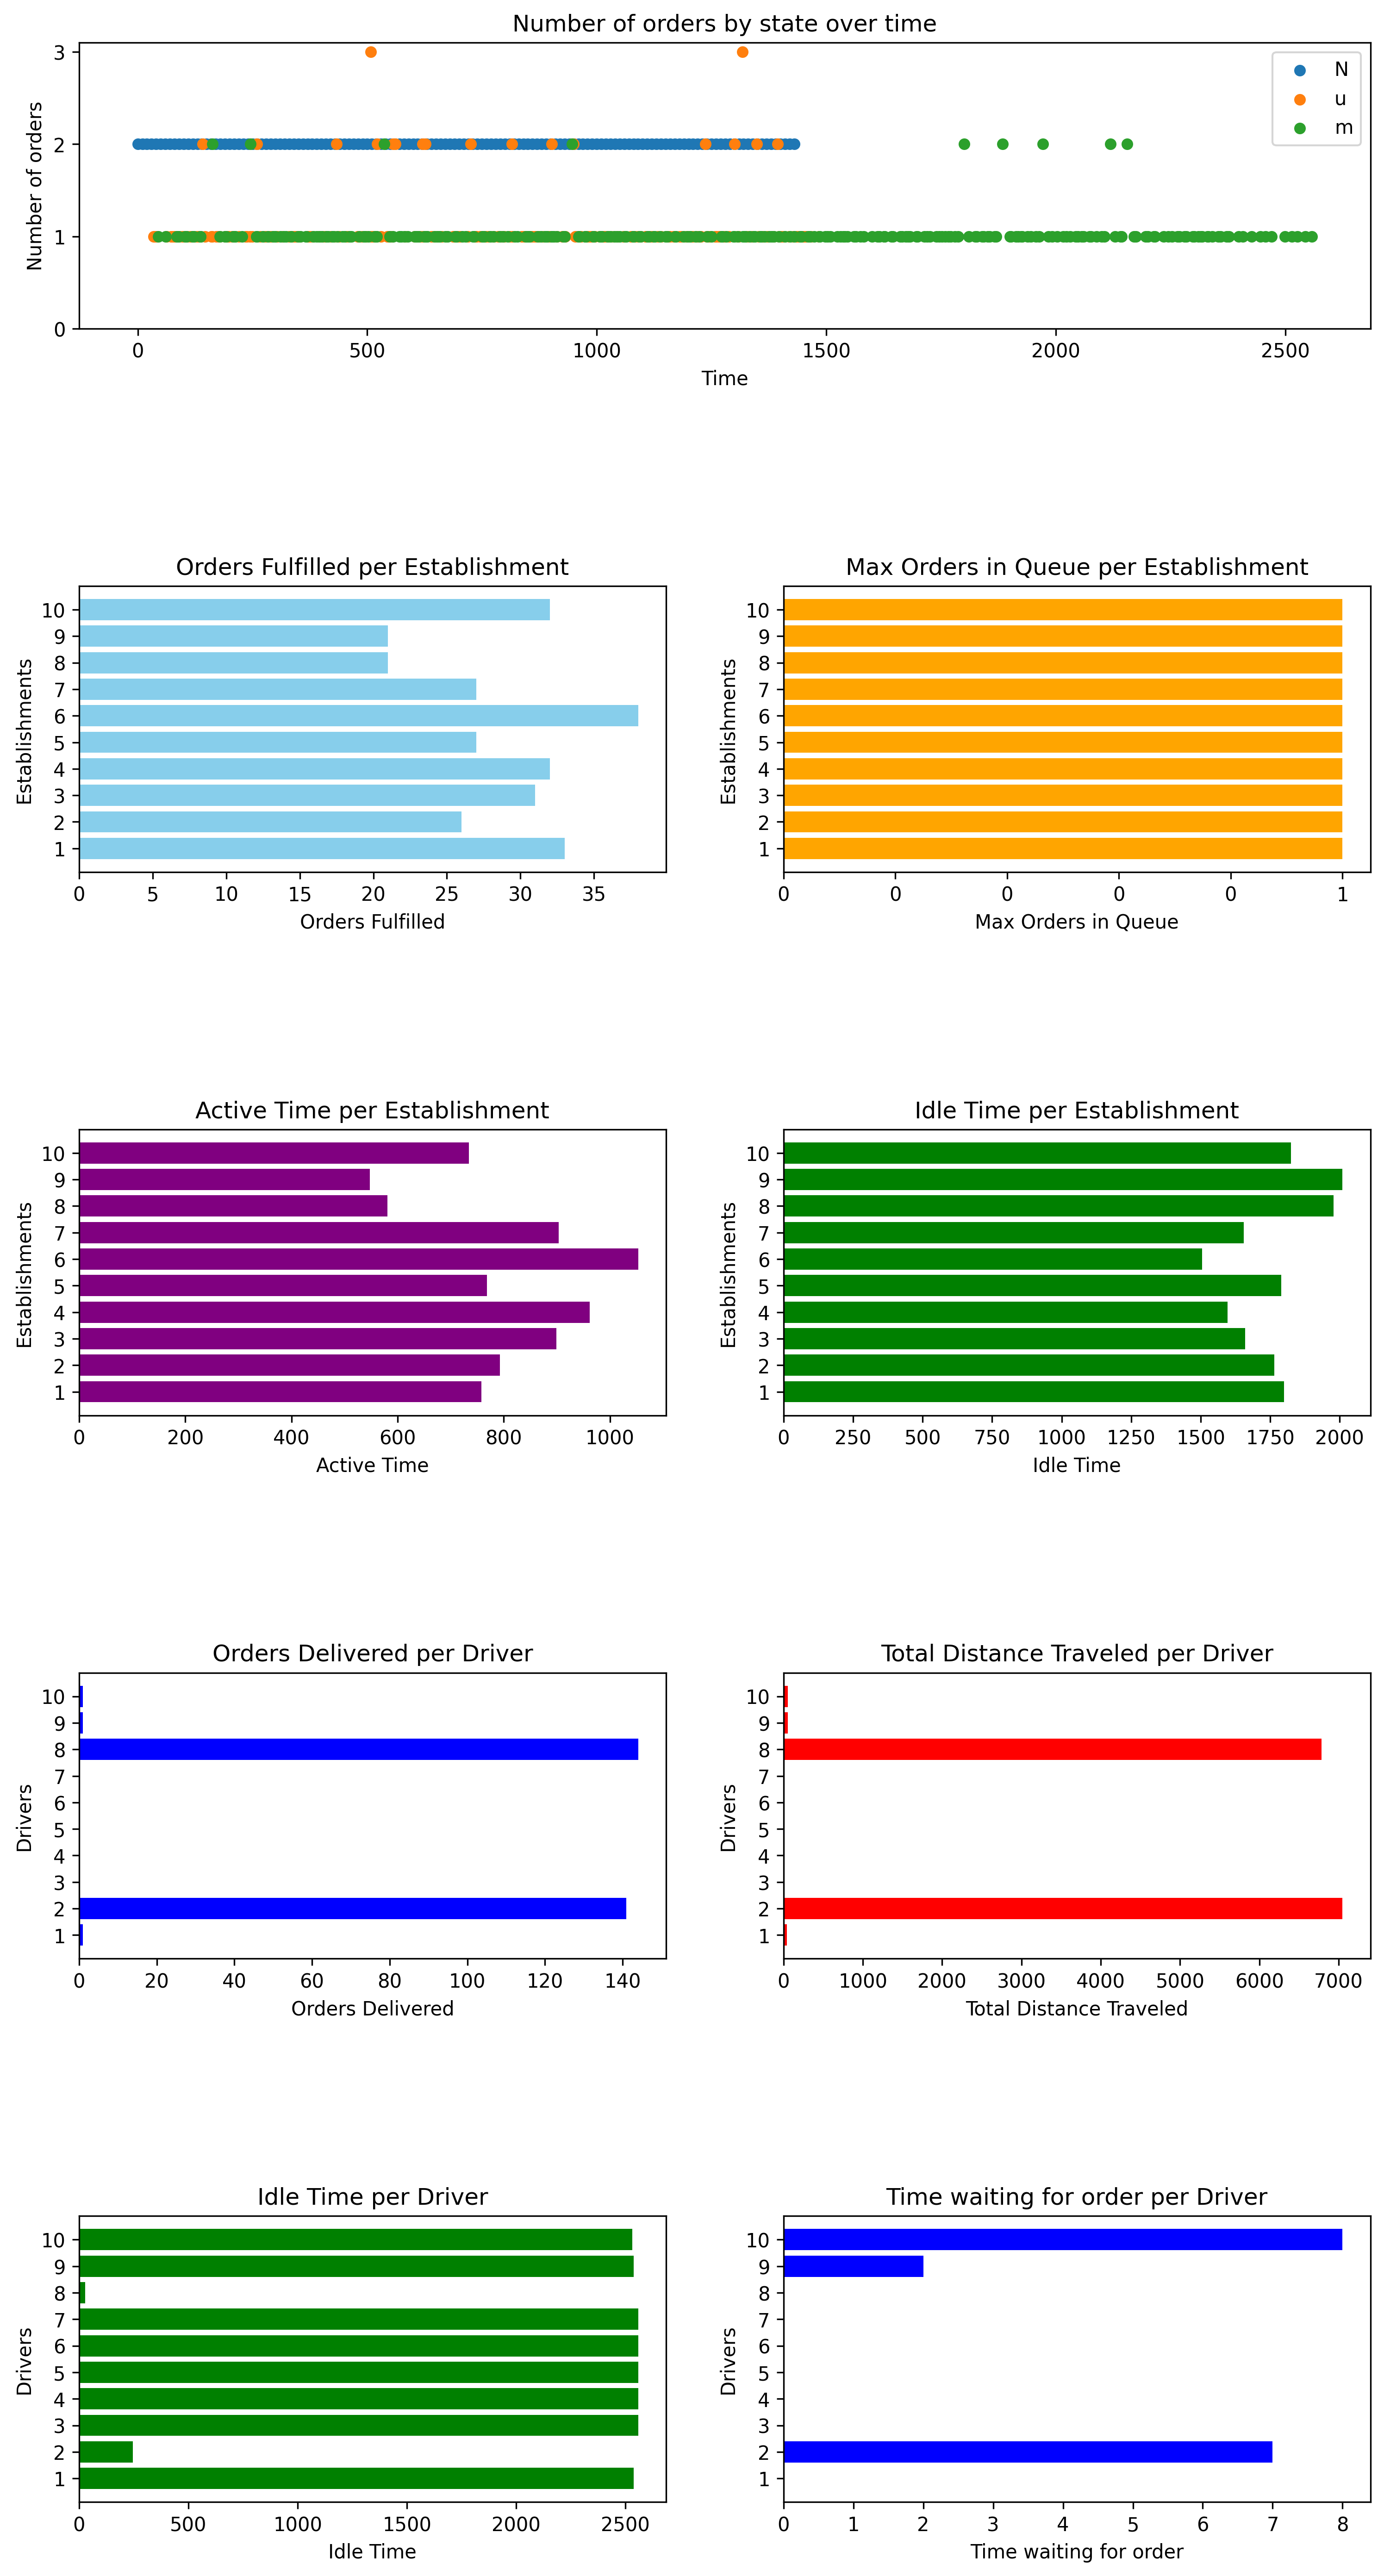 Number of orders by state over time
Number of orders
3
2
1
0
N
u
m
0 500 1000 1500 2000 2500
Time
Orders Fulfilled per Establishment
Establishments
10
9
8
7
6
5
4
3
2
1
0 5 10 15 20 25 30 35
Orders Fulfilled
Max Orders in Queue per Establishment
Establishments
10
9
8
7
6
5
4
3
2
1
0 0 0 0 0 1
Max Orders in Queue
Active Time per Establishment
Establishments
10
9
8
7
6
5
4
3
2
1
0 200 400 600 800 1000
Active Time
Idle Time per Establishment
Establishments
10
9
8
7
6
5
4
3
2
1
0 250 500 750 1000 1250 1500 1750 2000
Idle Time
Orders Delivered per Driver
Drivers
10
9
8
7
6
5
4
3
2
1
0 20 40 60 80 100 120 140
Orders Delivered
Total Distance Traveled per Driver
Drivers
10
9
8
7
6
5
4
3
2
1
0 1000 2000 3000 4000 5000 6000 7000
Total Distance Traveled
Idle Time per Driver
Drivers
10
9
8
7
6
5
4
3
2
1
0 500 1000 1500 2000 2500
Idle Time
Time waiting for order per Driver
Drivers
10
9
8
7
6
5
4
3
2
1
0 1 2 3 4 5 6 7 8
Time waiting for order